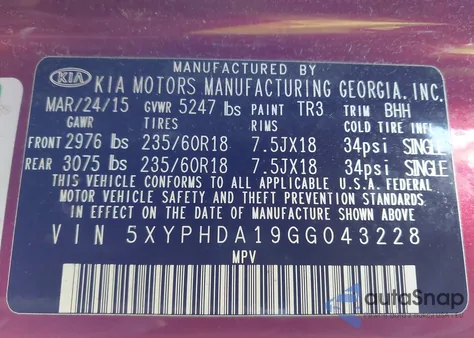 MANUFACTURED BY
KIA KIA MOTORS MANUFACTURING GEORGIA, INC.
MAR/24/15 GVWR 5247 lbs PAINT TR3 TRIM BHH
GAWR TIRES RIMS COLD TIRE INFL.
FRONT 2976 lbs 235/60R18 7.5JX18 34psi SINGLE
REAR 3075 lbs 235/60R18 7.5JX18 34psi SINGLE
THIS VEHICLE CONFORMS TO ALL APPLICABLE U.S.A. FEDERAL
MOTOR VEHICLE SAFETY STANDARDS
IN EFFECT ON THE DATE OF MANUFACTURE SHOWN ABOVE
VIN 5XYPHDA19GG043228
MPV
autoSnap